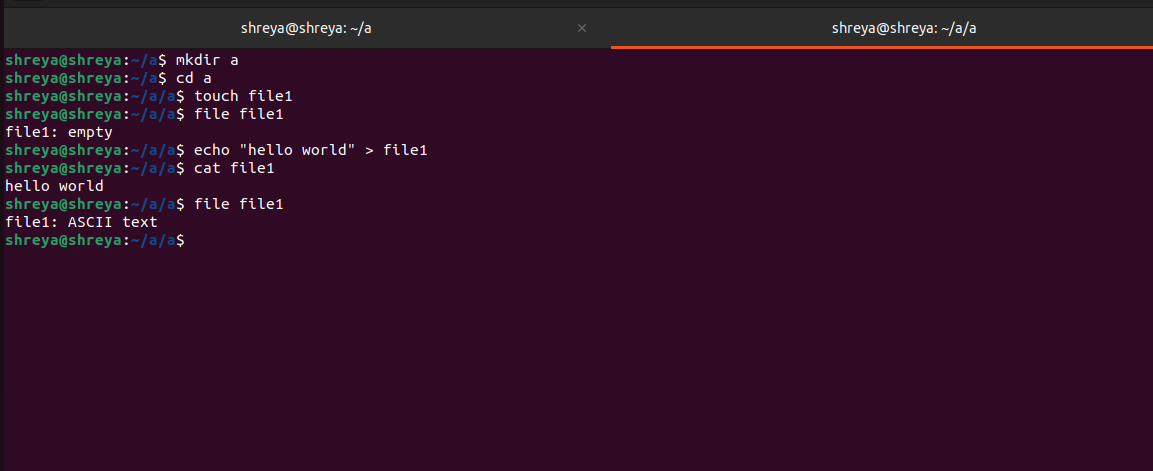 shreya@shreya: ~/a
shreya@shreya: ~/a/a
shreya@shreya:~/a$ mkdir a
shreya@shreya:~/a$ cd a
shreya@shreya:~/a/a$ touch file1
shreya@shreya:~/a/a$ file file1
file1: empty
shreya@shreya:~/a/a$ echo "hello world" > file1
shreya@shreya:~/a/a$ cat file1
hello world
shreya@shreya:~/a/a$ file file1
file1: ASCII text
shreya@shreya:~/a/a$